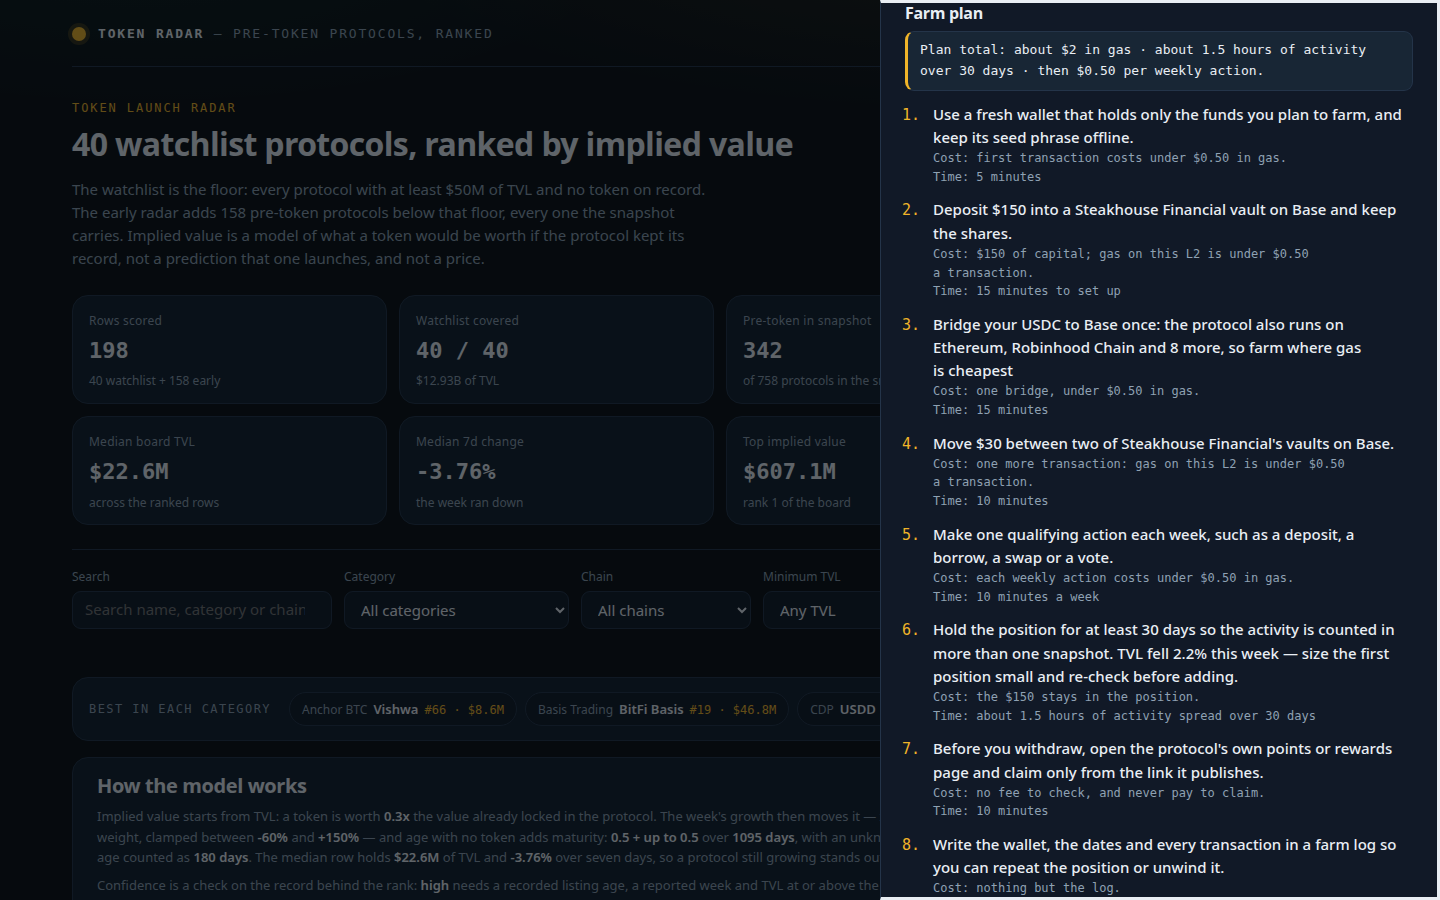 TOKEN RADAR — PRE-TOKEN PROTOCOLS, RANKED
TOKEN LAUNCH RADAR
40 watchlist protocols, ranked by implied value
The watchlist is the floor: every protocol with at least $50M of TVL and no token on record.
The early radar adds 158 pre-token protocols below that floor, every one the snapshot
carries. Implied value is a model of what a token would be worth if the protocol kept its
record, not a prediction that one launches, and not a price.
Rows scored
198
40 watchlist + 158 early
Watchlist covered
40 / 40
$12.93B of TVL
Pre-token in snapshot
342
of 758 protocols in the
Median board TVL
$22.6M
across the ranked rows
Median 7d change
-3.76%
the week ran down
Top implied value
$607.1M
rank 1 of the board
Search
Search name, category or chain
Category
All categories
Chain
All chains
Minimum TVL
Any TVL
BEST IN EACH CATEGORY
Anchor BTC Vishwa #66 · $8.6M
Basis Trading BitFi Basis #19 · $46.8M
CDP USDD
How the model works
Implied value starts from TVL: a token is worth 0.3x the value already locked in the protocol. The week's growth then moves it —
weight, clamped between -60% and +150% — and age with no token adds maturity: 0.5 + up to 0.5 over 1095 days, with an
age counted as 180 days. The median row holds $22.6M of TVL and -3.76% over seven days, so a protocol still growing stands
Confidence is a check on the record behind the rank: high needs a recorded listing age, a reported week and TVL at or above the
Farm plan
Plan total: about $2 in gas · about 1.5 hours of activity
over 30 days · then $0.50 per weekly action.
1. Use a fresh wallet that holds only the funds you plan to farm, and
keep its seed phrase offline.
Cost: first transaction costs under $0.50 in gas.
Time: 5 minutes
2. Deposit $150 into a Steakhouse Financial vault on Base and keep
the shares.
Cost: $150 of capital; gas on this L2 is under $0.50
a transaction.
Time: 15 minutes to set up
3. Bridge your USDC to Base once: the protocol also runs on
Ethereum, Robinhood Chain and 8 more, so farm where gas
is cheapest
Cost: one bridge, under $0.50 in gas.
Time: 15 minutes
4. Move $30 between two of Steakhouse Financial's vaults on Base.
Cost: one more transaction: gas on this L2 is under $0.50
a transaction.
Time: 10 minutes
5. Make one qualifying action each week, such as a deposit, a
borrow, a swap or a vote.
Cost: each weekly action costs under $0.50 in gas.
Time: 10 minutes a week
6. Hold the position for at least 30 days so the activity is counted in
more than one snapshot. TVL fell 2.2% this week — size the first
position small and re-check before adding.
Cost: the $150 stays in the position.
Time: about 1.5 hours of activity spread over 30 days
7. Before you withdraw, open the protocol's own points or rewards
page and claim only from the link it publishes.
Cost: no fee to check, and never pay to claim.
Time: 10 minutes
8. Write the wallet, the dates and every transaction in a farm log so
you can repeat the position or unwind it.
Cost: nothing but the log.